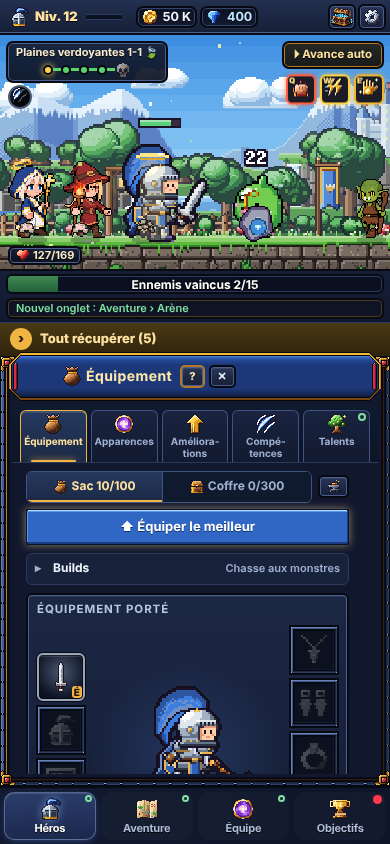 Niv. 12
50 K
400
Plaines verdoyantes 1-1
Avance auto
Q
W
E
22
127/169
Ennemis vaincus 2/15
Nouvel onglet : Aventure › Arène
Tout récupérer (5)
Équipement
?
×
Équipement
Apparences
Améliora-
tions
Compé-
tences
Talents
Sac 10/100
Coffre 0/300
Équiper le meilleur
Builds
Chasse aux monstres
ÉQUIPEMENT PORTÉ
E
Héros
Aventure
Équipe
Objectifs